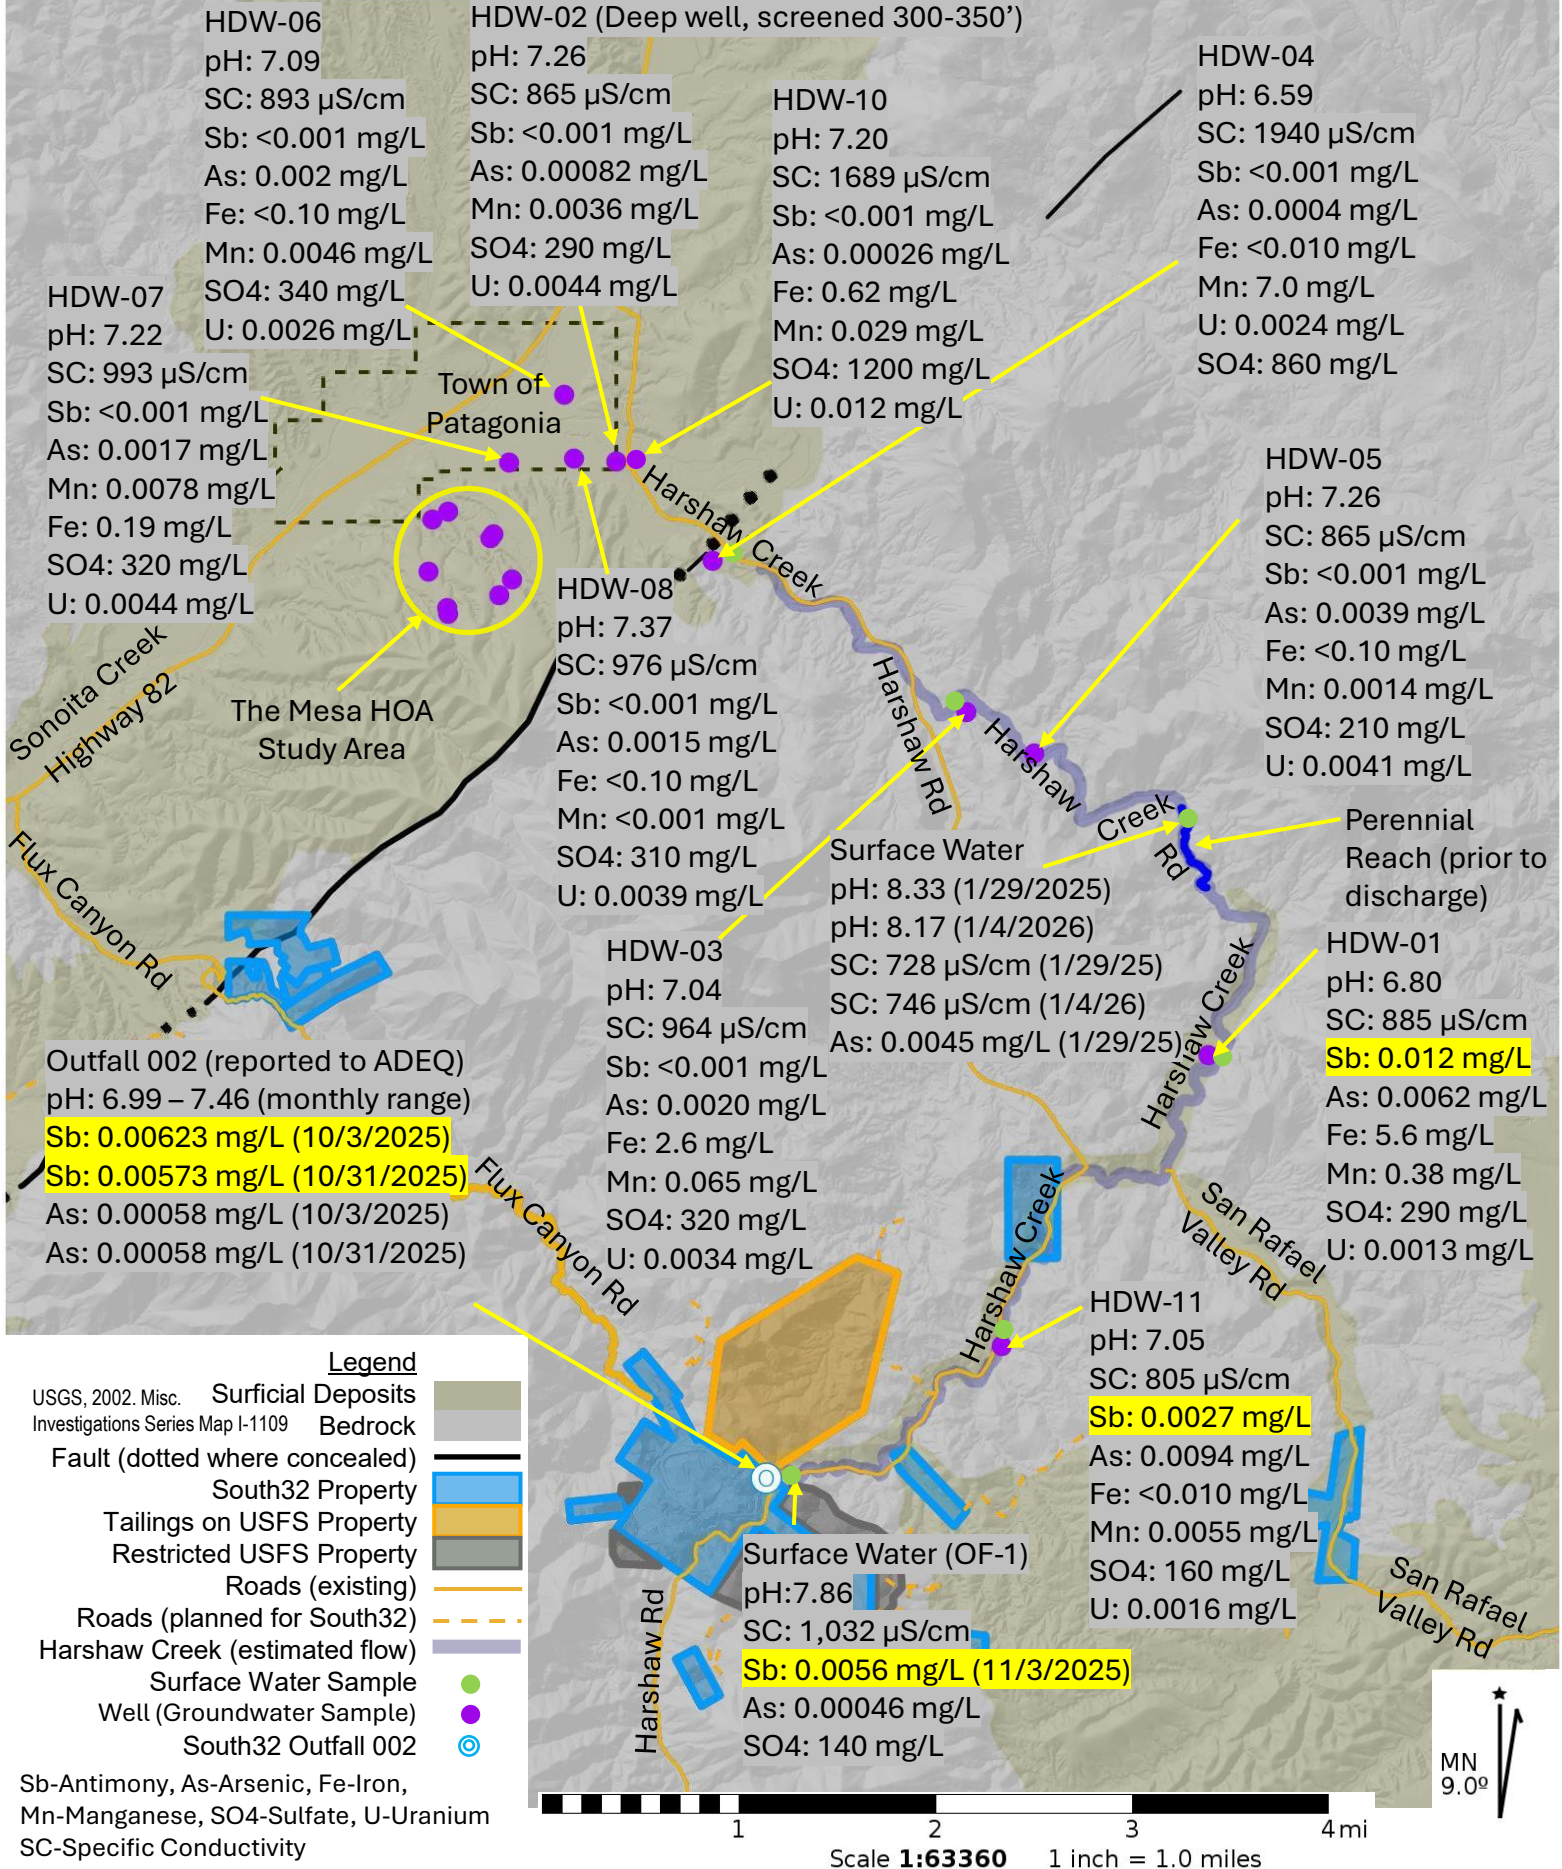 HDW-06
pH: 7.09
SC: 893 µS/cm
Sb: <0.001 mg/L
As: 0.002 mg/L
Fe: <0.10 mg/L
Mn: 0.0046 mg/L
SO4: 340 mg/L
U: 0.0026 mg/L
HDW-02 (Deep well, screened 300-350’)
pH: 7.26
SC: 865 µS/cm
Sb: <0.001 mg/L
As: 0.00082 mg/L
Mn: 0.0036 mg/L
SO4: 290 mg/L
U: 0.0044 mg/L
HDW-10
pH: 7.20
SC: 1689 µS/cm
Sb: <0.001 mg/L
As: 0.00026 mg/L
Fe: 0.62 mg/L
Mn: 0.029 mg/L
SO4: 1200 mg/L
U: 0.012 mg/L
HDW-04
pH: 6.59
SC: 1940 µS/cm
Sb: <0.001 mg/L
As: 0.0004 mg/L
Fe: <0.010 mg/L
Mn: 7.0 mg/L
U: 0.0024 mg/L
SO4: 860 mg/L
HDW-07
pH: 7.22
SC: 993 µS/cm
Sb: <0.001 mg/L
As: 0.0017 mg/L
Mn: 0.0078 mg/L
Fe: 0.19 mg/L
SO4: 320 mg/L
U: 0.0044 mg/L
Town of
Patagonia
Harshaw Creek
HDW-05
pH: 7.26
SC: 865 µS/cm
Sb: <0.001 mg/L
As: 0.0039 mg/L
Fe: <0.10 mg/L
Mn: 0.0014 mg/L
SO4: 210 mg/L
U: 0.0041 mg/L
HDW-08
pH: 7.37
SC: 976 µS/cm
Sb: <0.001 mg/L
As: 0.0015 mg/L
Fe: <0.10 mg/L
Mn: <0.001 mg/L
SO4: 310 mg/L
U: 0.0039 mg/L
Sonoita Creek
Highway 82
The Mesa HOA
Study Area
Harshaw Rd
Harshaw
Creek
Rd
Flux Canyon Rd
Surface Water
pH: 8.33 (1/29/2025)
pH: 8.17 (1/4/2026)
SC: 728 µS/cm (1/29/25)
SC: 746 µS/cm (1/4/26)
As: 0.0045 mg/L (1/29/25)
Perennial
Reach (prior to
discharge)
HDW-03
pH: 7.04
SC: 964 µS/cm
Sb: <0.001 mg/L
As: 0.0020 mg/L
Fe: 2.6 mg/L
Mn: 0.065 mg/L
SO4: 320 mg/L
U: 0.0034 mg/L
HDW-01
pH: 6.80
SC: 885 µS/cm
Sb: 0.012 mg/L
As: 0.0062 mg/L
Fe: 5.6 mg/L
Mn: 0.38 mg/L
SO4: 290 mg/L
U: 0.0013 mg/L
Harshaw Creek
Outfall 002 (reported to ADEQ)
pH: 6.99 – 7.46 (monthly range)
Sb: 0.00623 mg/L (10/3/2025)
Sb: 0.00573 mg/L (10/31/2025)
As: 0.00058 mg/L (10/3/2025)
As: 0.00058 mg/L (10/31/2025)
Flux Canyon Rd
Harshaw Creek
San Rafael
Valley Rd
HDW-11
pH: 7.05
SC: 805 µS/cm
Sb: 0.0027 mg/L
As: 0.0094 mg/L
Fe: <0.010 mg/L
Mn: 0.0055 mg/L
SO4: 160 mg/L
U: 0.0016 mg/L
Surface Water (OF-1)
pH:7.86
SC: 1,032 µS/cm
Sb: 0.0056 mg/L (11/3/2025)
As: 0.00046 mg/L
SO4: 140 mg/L
Harshaw Rd
San Rafael
Valley Rd
Legend
USGS, 2002. Misc.
Investigations Series Map I-1109
Surficial Deposits
Bedrock
Fault (dotted where concealed)
South32 Property
Tailings on USFS Property
Restricted USFS Property
Roads (existing)
Roads (planned for South32)
Harshaw Creek (estimated flow)
Surface Water Sample
Well (Groundwater Sample)
South32 Outfall 002
Sb-Antimony, As-Arsenic, Fe-Iron,
Mn-Manganese, SO4-Sulfate, U-Uranium
SC-Specific Conductivity
MN
9.0º
1 2 3 4 mi
Scale 1:63360 1 inch = 1.0 miles